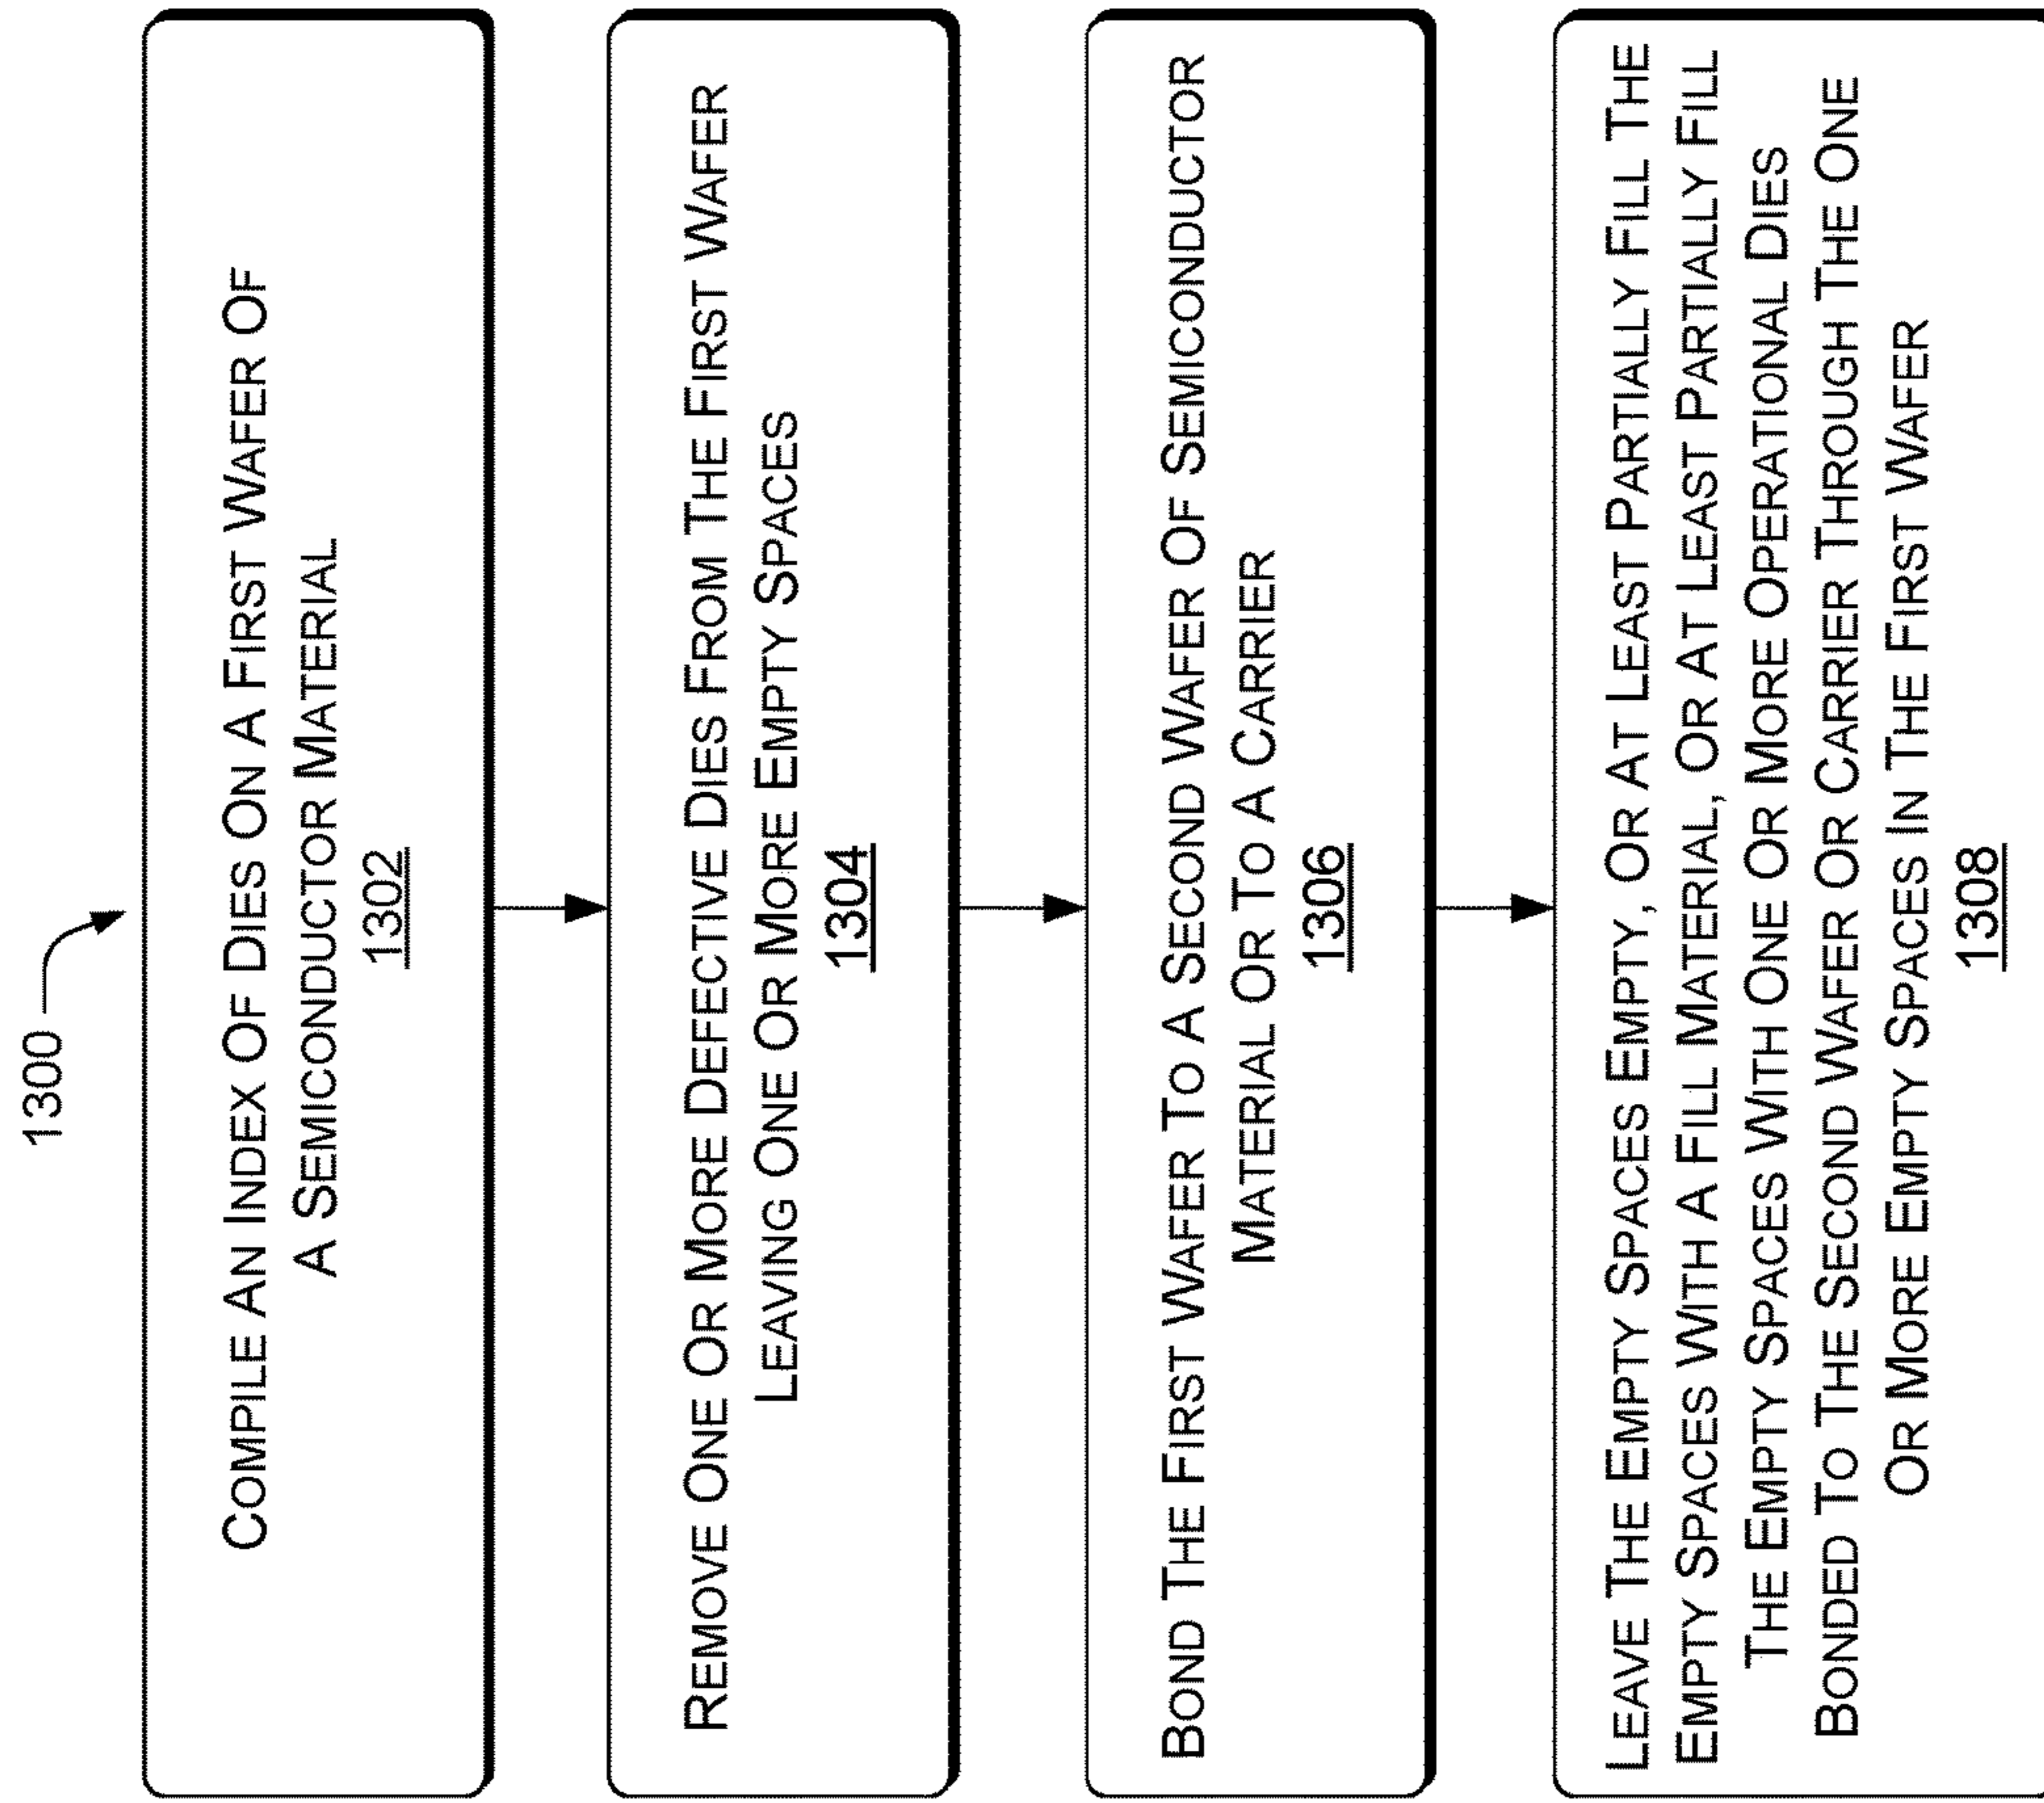 1300
COMPILE AN INDEX OF DIES ON A FIRST WAFER OF
A SEMICONDUCTOR MATERIAL
1302
REMOVE ONE OR MORE DEFECTIVE DIES FROM THE FIRST WAFER
LEAVING ONE OR MORE EMPTY SPACES
1304
BOND THE FIRST WAFER TO A SECOND WAFER OF SEMICONDUCTOR
MATERIAL OR TO A CARRIER
1306
LEAVE THE EMPTY SPACES EMPTY, OR AT LEAST PARTIALLY FILL THE
EMPTY SPACES WITH A FILL MATERIAL, OR AT LEAST PARTIALLY FILL
THE EMPTY SPACES WITH ONE OR MORE OPERATIONAL DIES
BONDED TO THE SECOND WAFER OR CARRIER THROUGH THE ONE
OR MORE EMPTY SPACES IN THE FIRST WAFER
1308